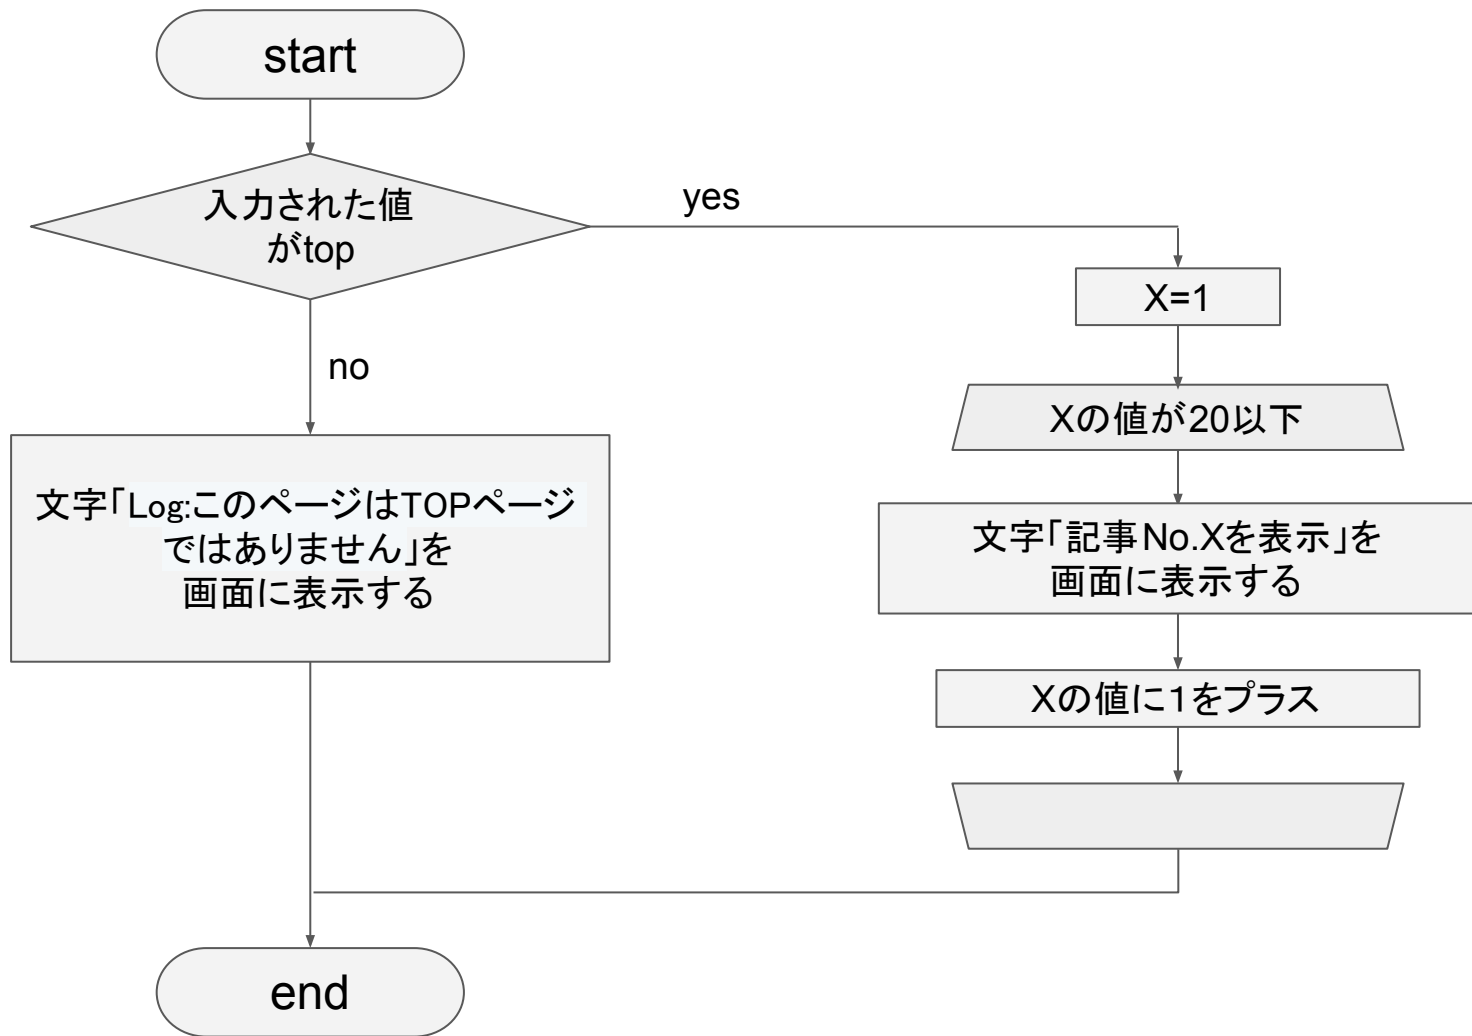 start
入力された値
がtop
yes
X=1
no
Xの値が20以下
文字「Log:このページはTOPページ
ではありません」を
画面に表示する
文字「記事No.Xを表示」を
画面に表示する
Xの値に１をプラス
end